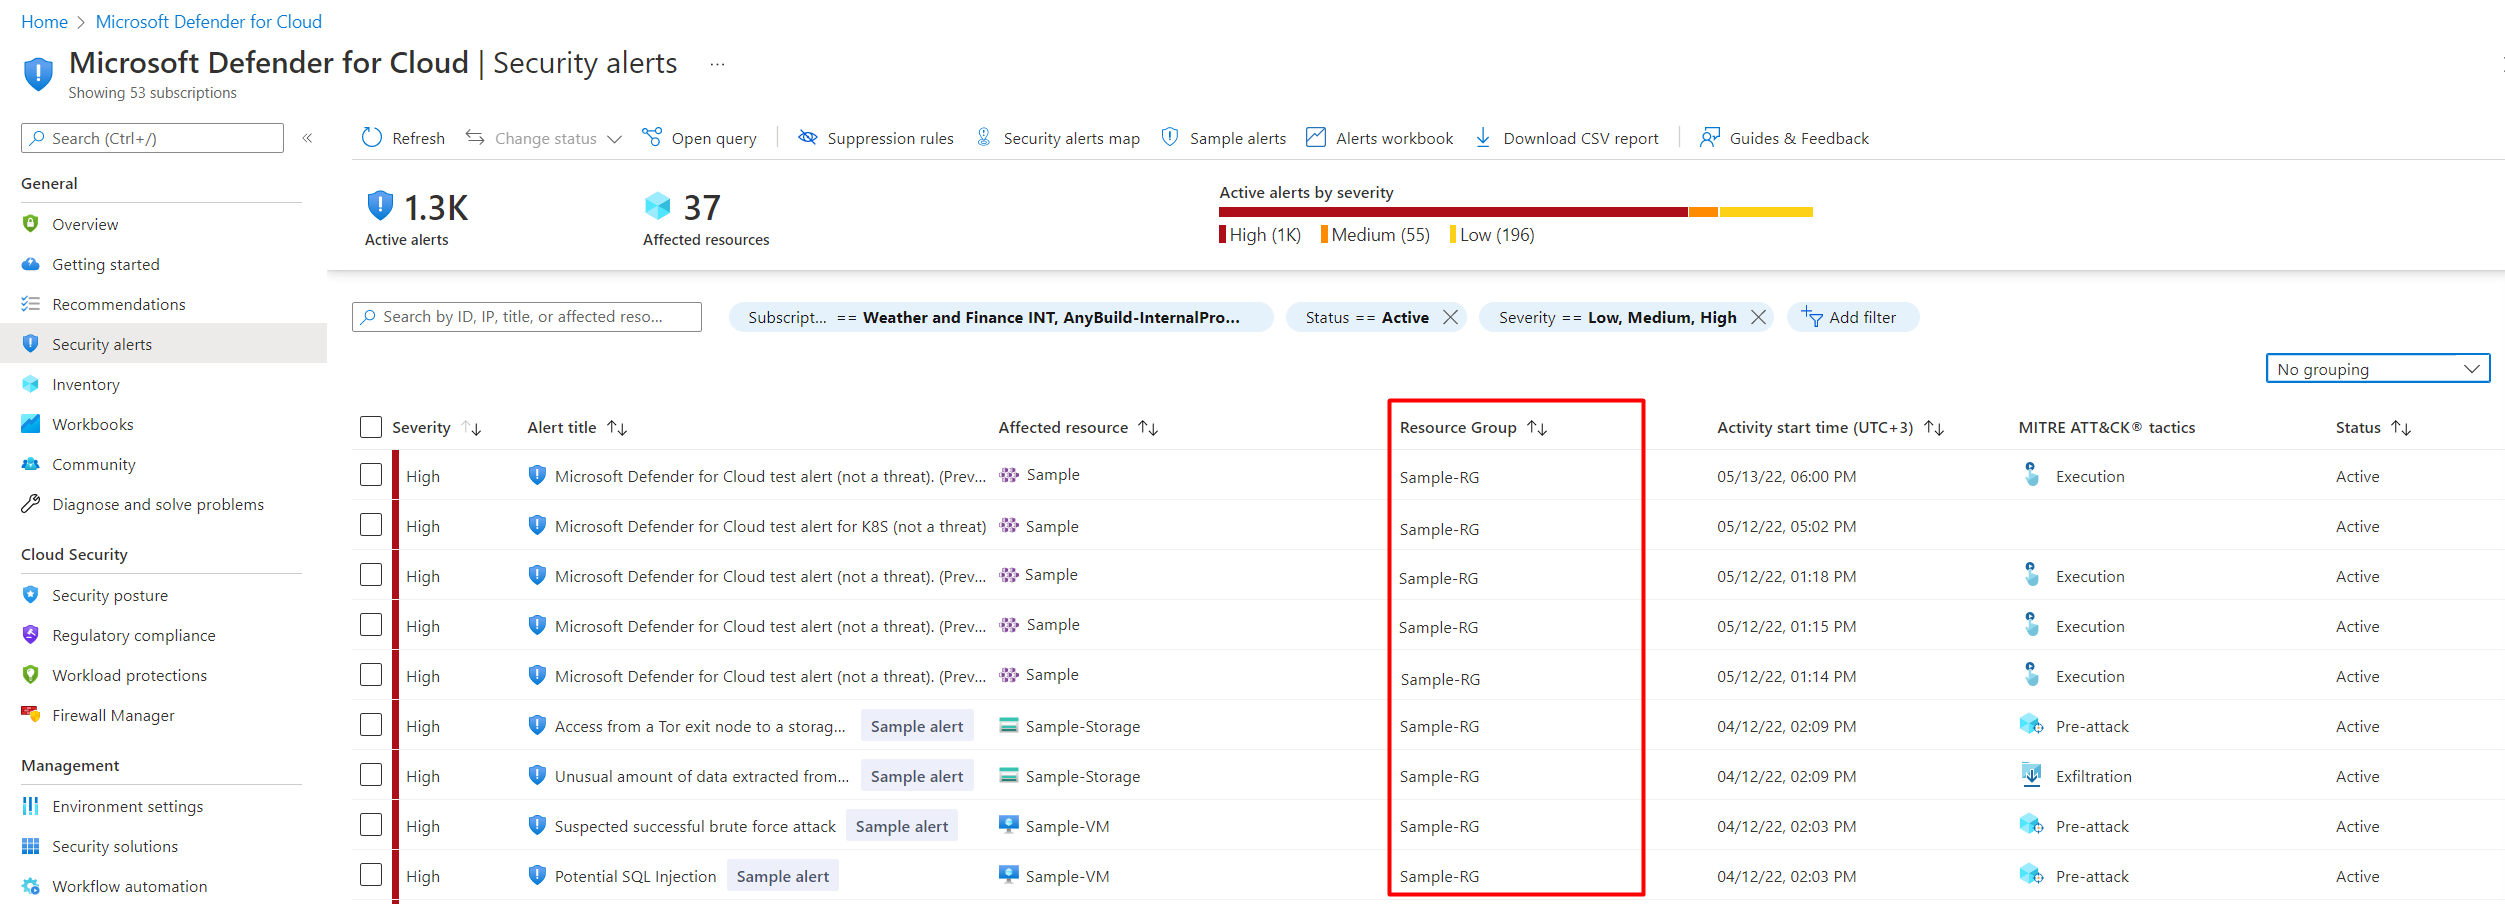 Home > Microsoft Defender for Cloud
Microsoft Defender for Cloud | Security alerts ...
Showing 53 subscriptions
Search (Ctrl+/) «
General
Overview
Getting started
Recommendations
Security alerts
Inventory
Workbooks
Community
Diagnose and solve problems
Cloud Security
Security posture
Regulatory compliance
Workload protections
Firewall Manager
Management
Environment settings
Security solutions
Workflow automation
Refresh Change status Open query Suppression rules Security alerts map Sample alerts Alerts workbook Download CSV report Guides & Feedback
1.3K
Active alerts
37
Affected resources
Active alerts by severity
High (1K) Medium (55) Low (196)
Search by ID, IP, title, or affected reso... Subscript... == Weather and Finance INT, AnyBuild-InternalPro... Status == Active Severity == Low, Medium, High Add filter
No grouping
Severity ↑↓ Alert title ↑↓ Affected resource ↑↓ Resource Group ↑↓ Activity start time (UTC+3) ↑↓ MITRE ATT&CK® tactics Status ↑↓
High Microsoft Defender for Cloud test alert (not a threat). (Prev... Sample Sample-RG 05/13/22, 06:00 PM Execution Active
High Microsoft Defender for Cloud test alert for K8S (not a threat) Sample Sample-RG 05/12/22, 05:02 PM Active
High Microsoft Defender for Cloud test alert (not a threat). (Prev... Sample Sample-RG 05/12/22, 01:18 PM Execution Active
High Microsoft Defender for Cloud test alert (not a threat). (Prev... Sample Sample-RG 05/12/22, 01:15 PM Execution Active
High Microsoft Defender for Cloud test alert (not a threat). (Prev... Sample Sample-RG 05/12/22, 01:14 PM Execution Active
High Access from a Tor exit node to a storag... Sample alert Sample-Storage Sample-RG 04/12/22, 02:09 PM Pre-attack Active
High Unusual amount of data extracted from... Sample alert Sample-Storage Sample-RG 04/12/22, 02:09 PM Exfiltration Active
High Suspected successful brute force attack Sample alert Sample-VM Sample-RG 04/12/22, 02:03 PM Pre-attack Active
High Potential SQL Injection Sample alert Sample-VM Sample-RG 04/12/22, 02:03 PM Pre-attack Active